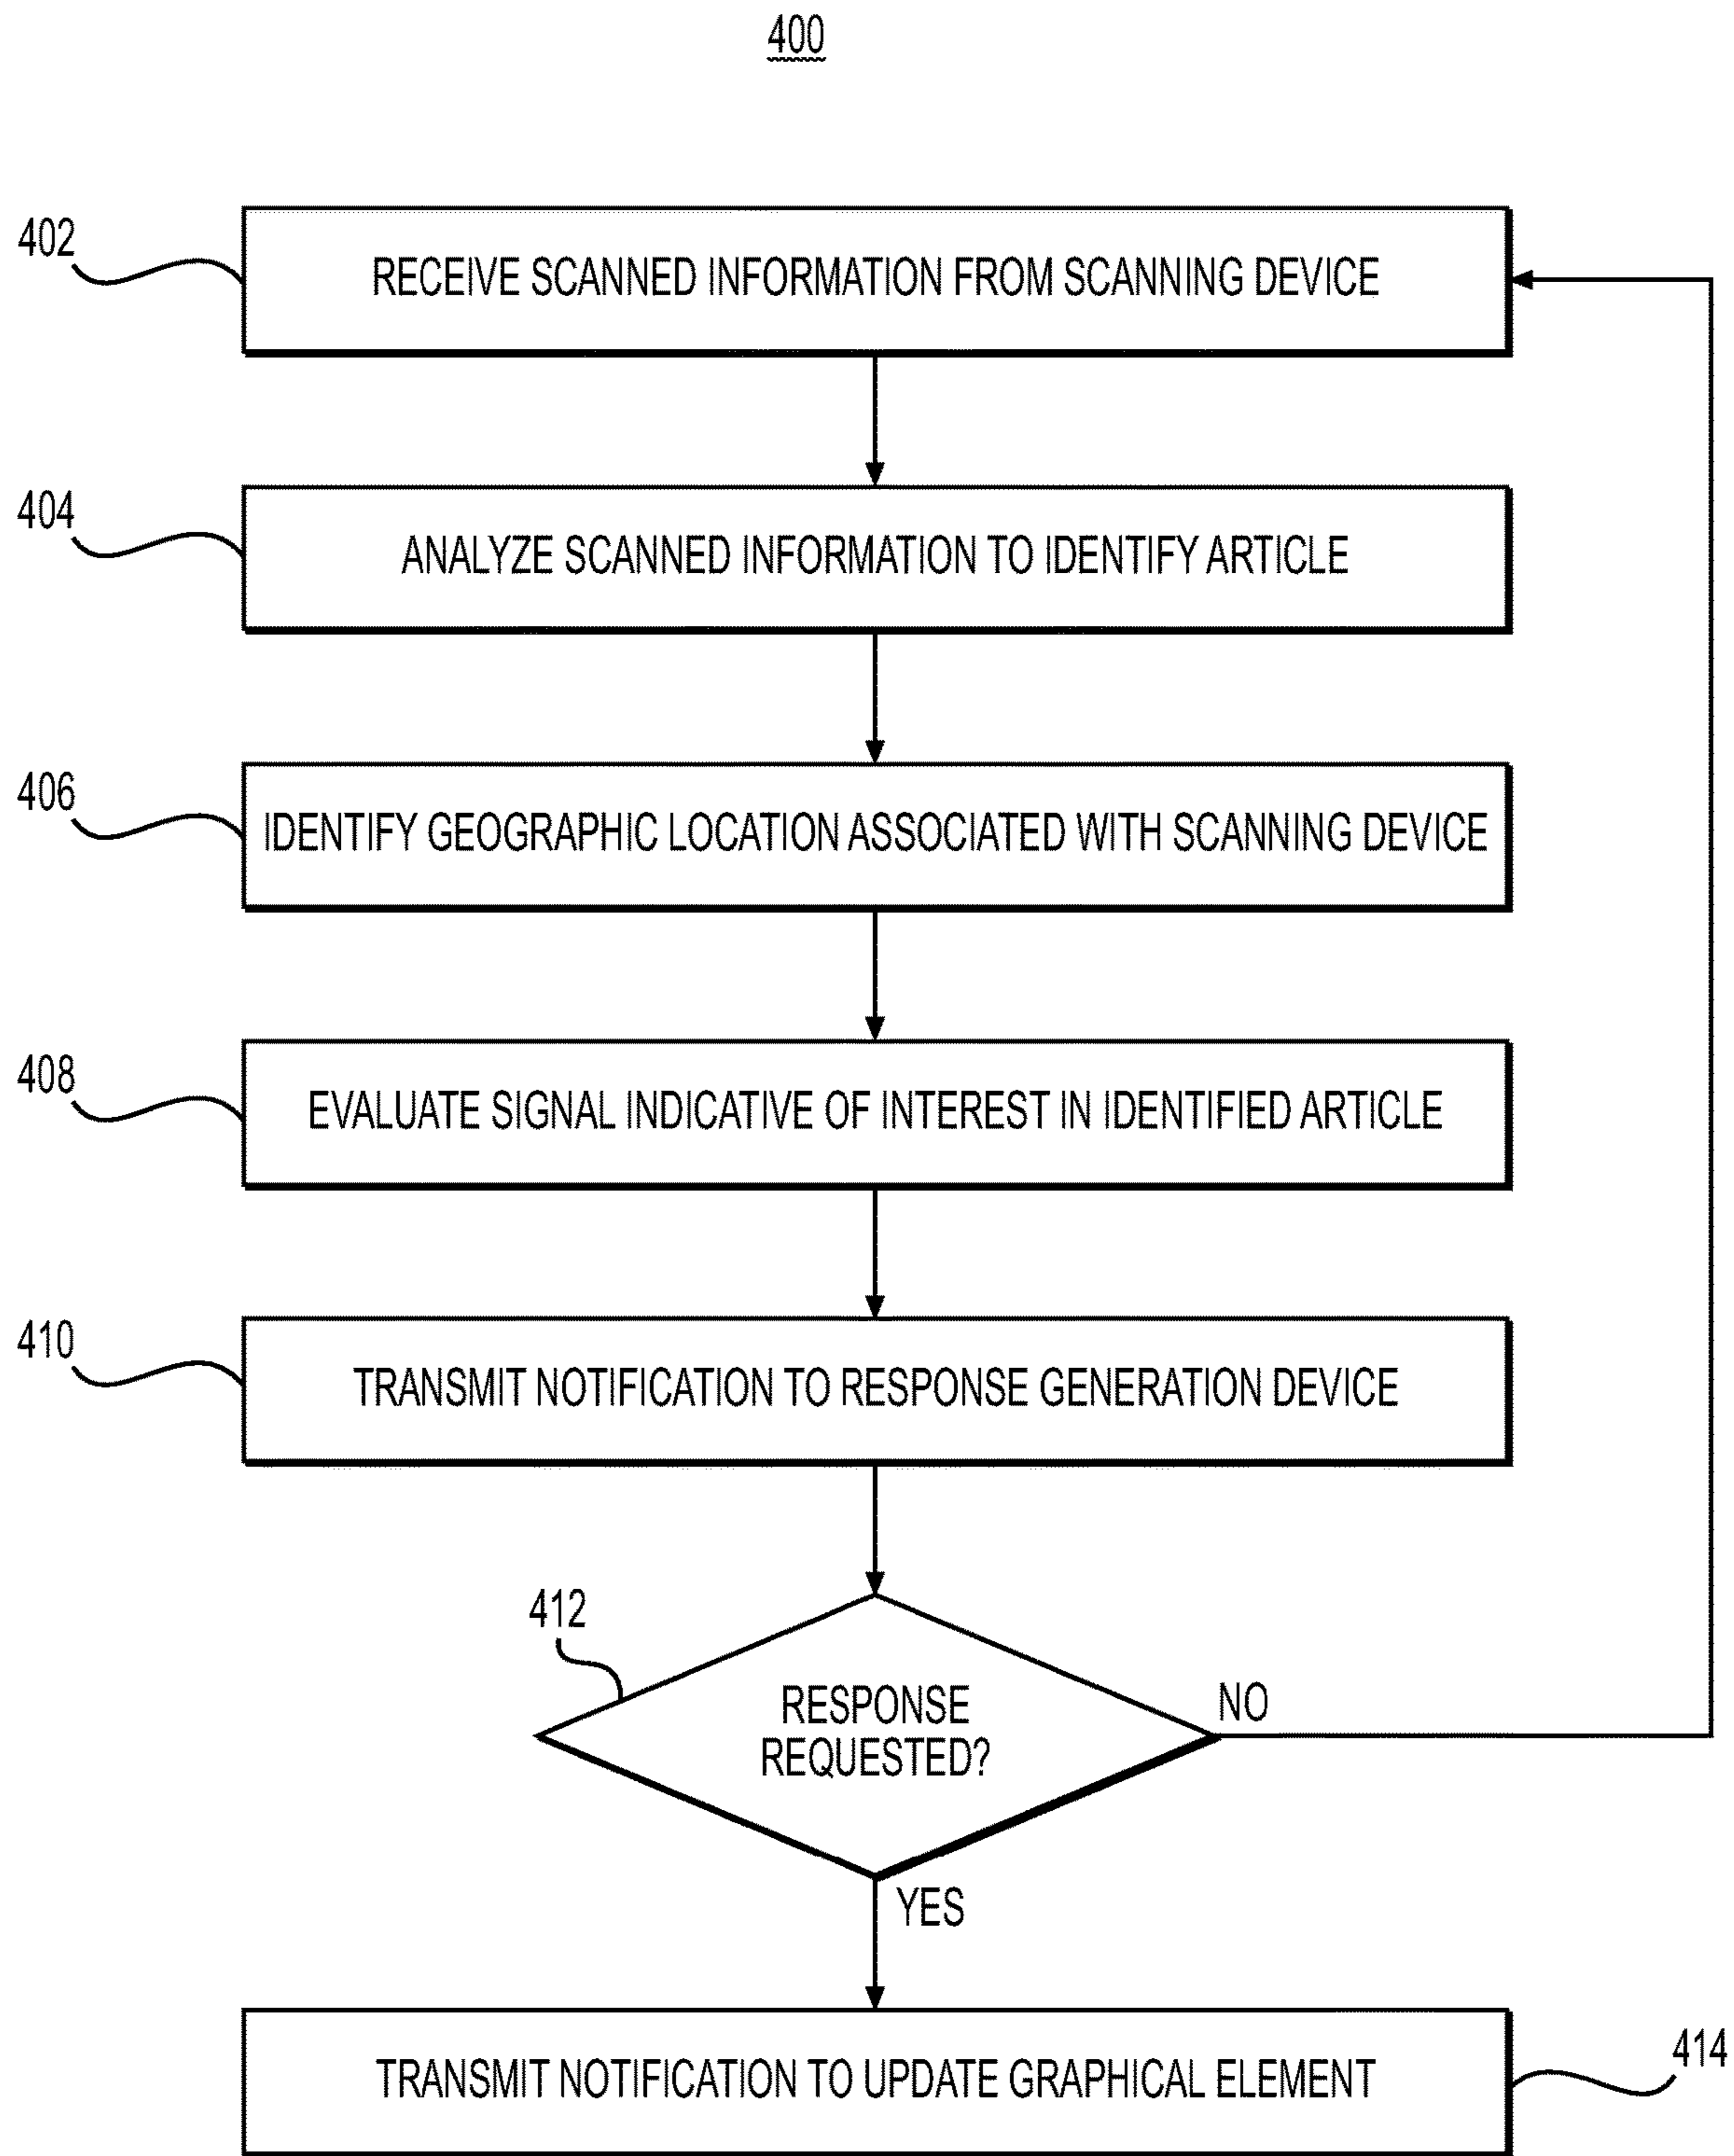 400
402
RECEIVE SCANNED INFORMATION FROM SCANNING DEVICE
404
ANALYZE SCANNED INFORMATION TO IDENTIFY ARTICLE
406
IDENTIFY GEOGRAPHIC LOCATION ASSOCIATED WITH SCANNING DEVICE
408
EVALUATE SIGNAL INDICATIVE OF INTEREST IN IDENTIFIED ARTICLE
410
TRANSMIT NOTIFICATION TO RESPONSE GENERATION DEVICE
412
RESPONSE
REQUESTED?
NO
YES
TRANSMIT NOTIFICATION TO UPDATE GRAPHICAL ELEMENT
414